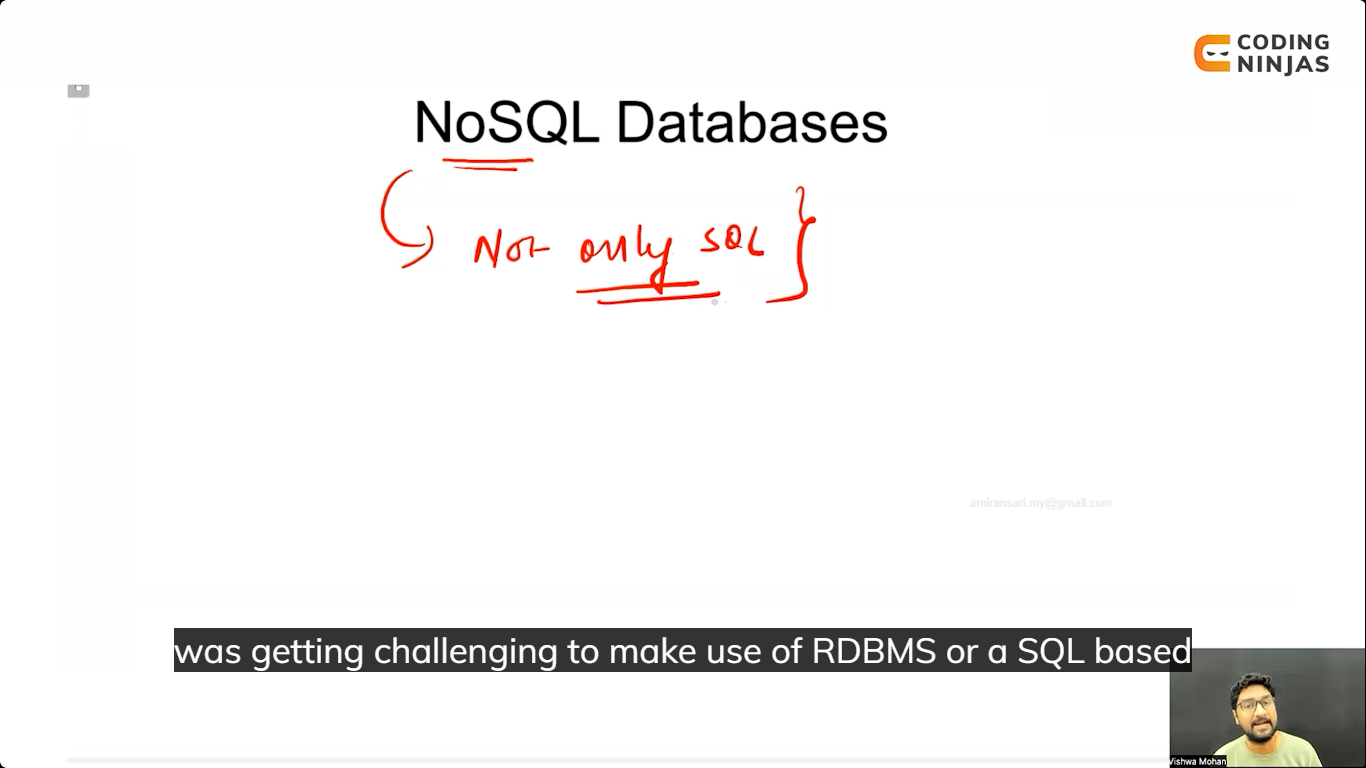 CODING
NINJAS
NoSQL Databases
Not only SQL
amiransari.my@gmail.com
was getting challenging to make use of RDBMS or a SQL based
Vishwa Mohan